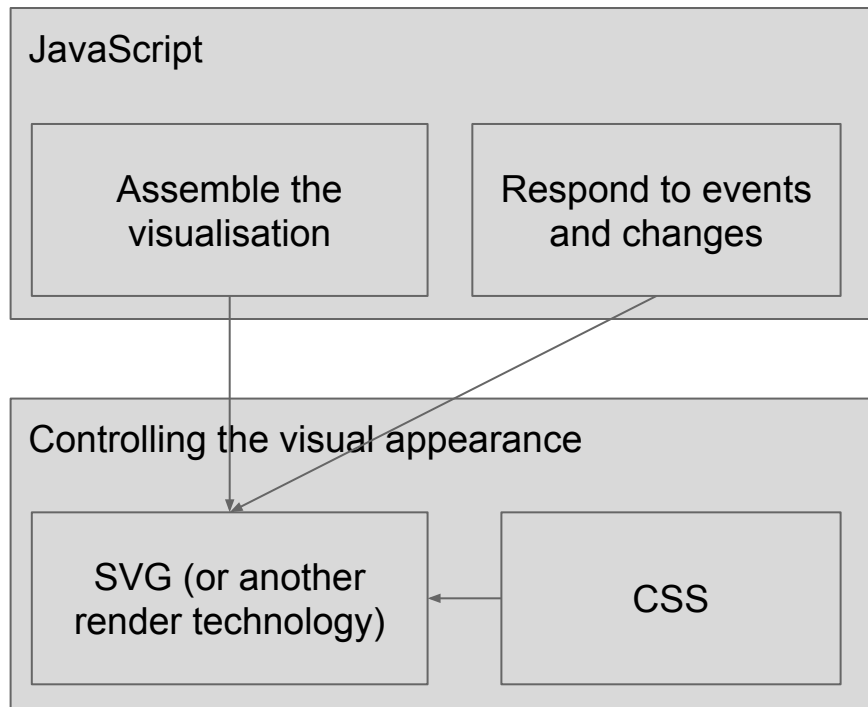 JavaScript
Assemble the
visualisation
Respond to events
and changes
Controlling the visual appearance
SVG (or another
render technology)
CSS